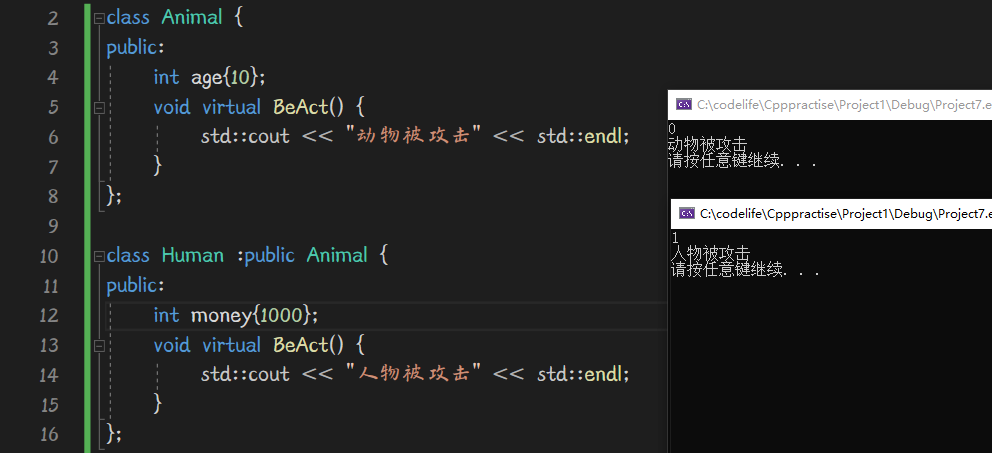 2 class Animal {
3 public:
4 int age{10};
5 void virtual BeAct() {
6 std::cout << "动物被攻击" << std::endl;
7 }
8 };
9
10 class Human :public Animal {
11 public:
12 int money{1000};
13 void virtual BeAct() {
14 std::cout << "人物被攻击" << std::endl;
15 }
16 };
C:\codelife\Cpppractise\Project1\Debug\Project7.e
0
动物被攻击
请按任意键继续. . .
C:\codelife\Cpppractise\Project1\Debug\Project7.e
1
人物被攻击
请按任意键继续. . .